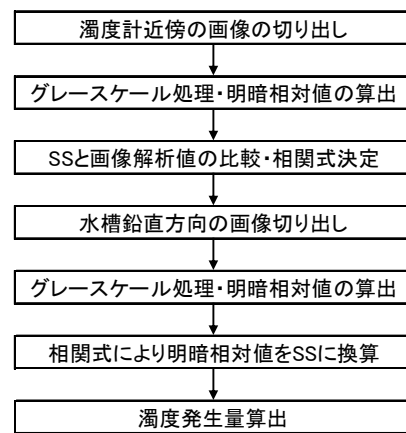 濁度計近傍の画像の切り出し
グレースケール処理・明暗相対値の算出
SSと画像解析値の比較・相関式決定
水槽鉛直方向の画像切り出し
グレースケール処理・明暗相対値の算出
相関式により明暗相対値をSSに換算
濁度発生量算出